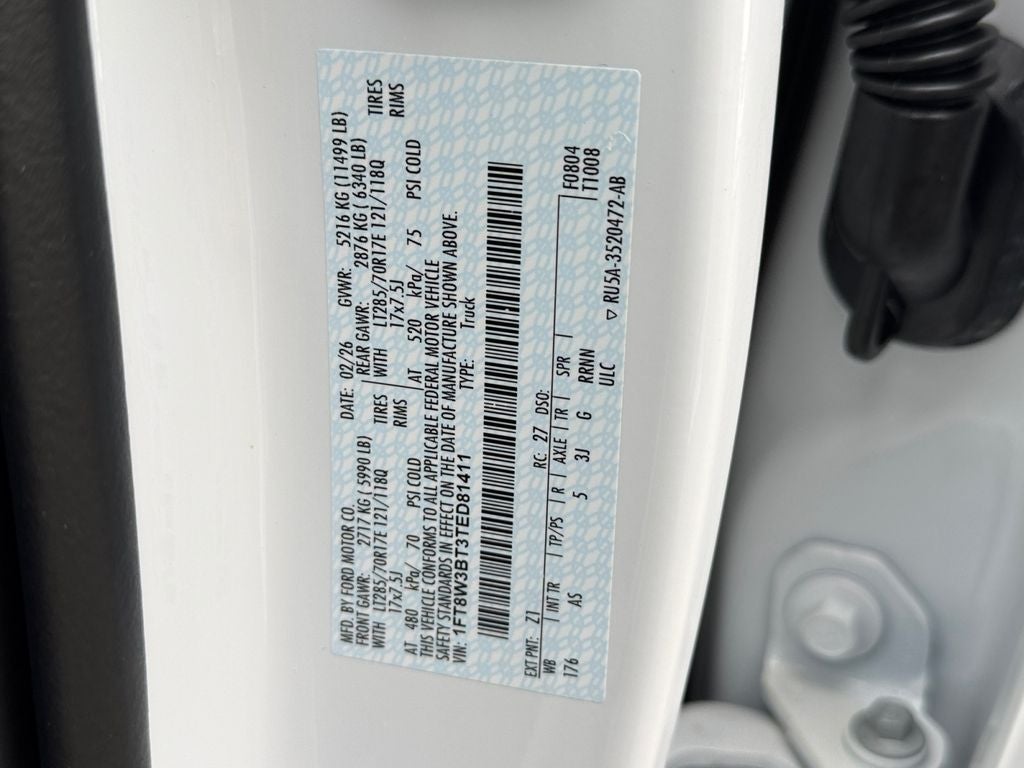 MFD. BY FORD MOTOR CO. DATE: 02/26 GVWR: 5216 KG (11499 LB)
FRONT GAWR: 2717 KG (5990 LB) REAR GAWR: 2876 KG (6340 LB)
WITH LT285/70R17E 121/118Q TIRES WITH LT285/70R17E 121/118Q TIRES
17x7.5J RIMS 17x7.5J RIMS
AT 480 kPa/ 70 PSI COLD AT 520 kPa/ 75 PSI COLD
THIS VEHICLE CONFORMS TO ALL APPLICABLE FEDERAL MOTOR VEHICLE
SAFETY STANDARDS IN EFFECT ON THE DATE OF MANUFACTURE SHOWN ABOVE.
VIN: 1FT8W3BT3TED81411 TYPE: Truck
EXT PNT: Z1 RC: 27 DSO: F0804
WB INT TR TP/PS R AXLE TR SPR T1008
176 AS 5 3J G RRMN
ULC
▽ RU5A-3520472-AB